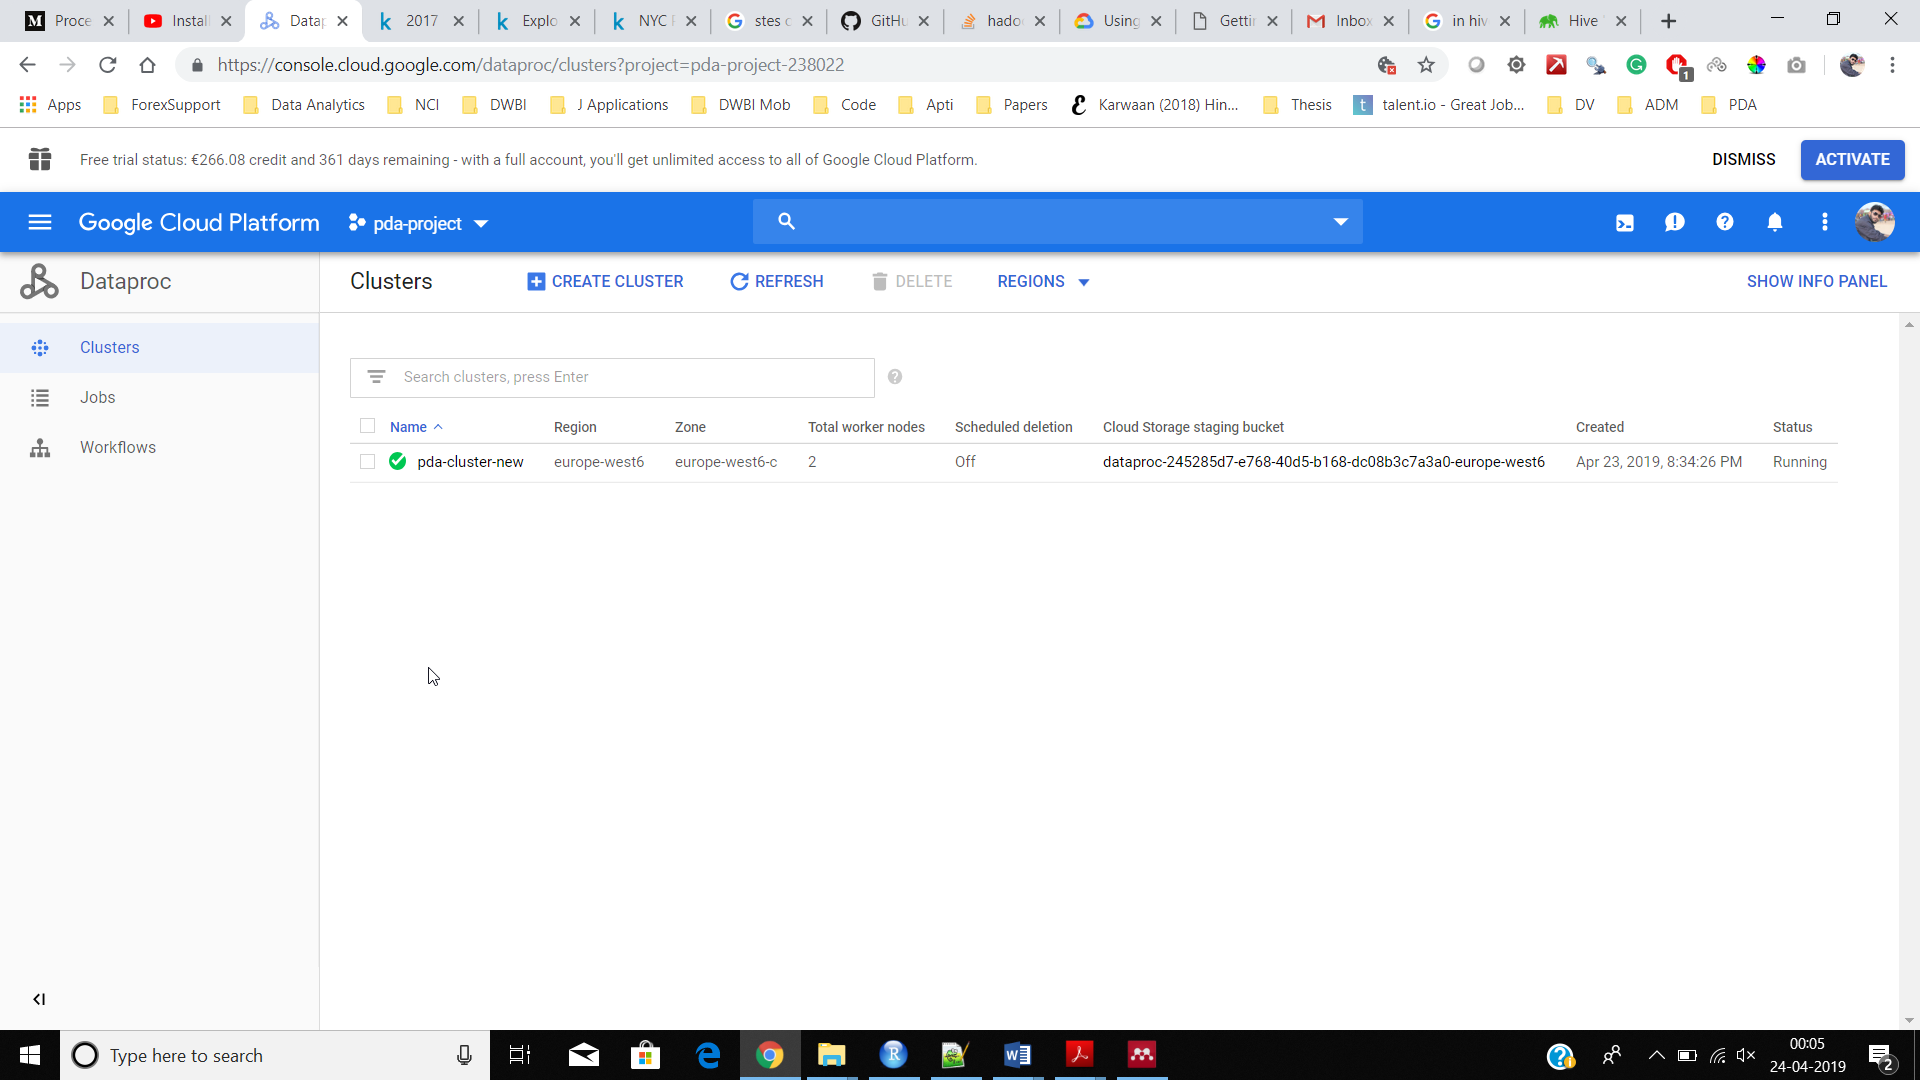 Proce
Install
Datap
2017
Explo
NYC
stes c
GitHu
hadoo
Using
Gettin
Inbox
in hiv
Hive
https://console.cloud.google.com/dataproc/clusters?project=pda-project-238022
1
Apps
ForexSupport
Data Analytics
NCI
DWBI
J Applications
DWBI Mob
Code
Apti
Papers
Karwaan (2018) Hin...
Thesis
talent.io - Great Job...
DV
ADM
PDA
Free trial status: €266.08 credit and 361 days remaining - with a full account, you'll get unlimited access to all of Google Cloud Platform.
DISMISS
ACTIVATE
Google Cloud Platform
pda-project
Dataproc
Clusters
CREATE CLUSTER
REFRESH
DELETE
REGIONS
SHOW INFO PANEL
Clusters
Jobs
Workflows
Search clusters, press Enter
Name Region Zone Total worker nodes Scheduled deletion Cloud Storage staging bucket Created Status
pda-cluster-new europe-west6 europe-west6-c 2 Off dataproc-245285d7-e768-40d5-b168-dc08b3c7a3a0-europe-west6 Apr 23, 2019, 8:34:26 PM Running
Type here to search
00:05
24-04-2019
2